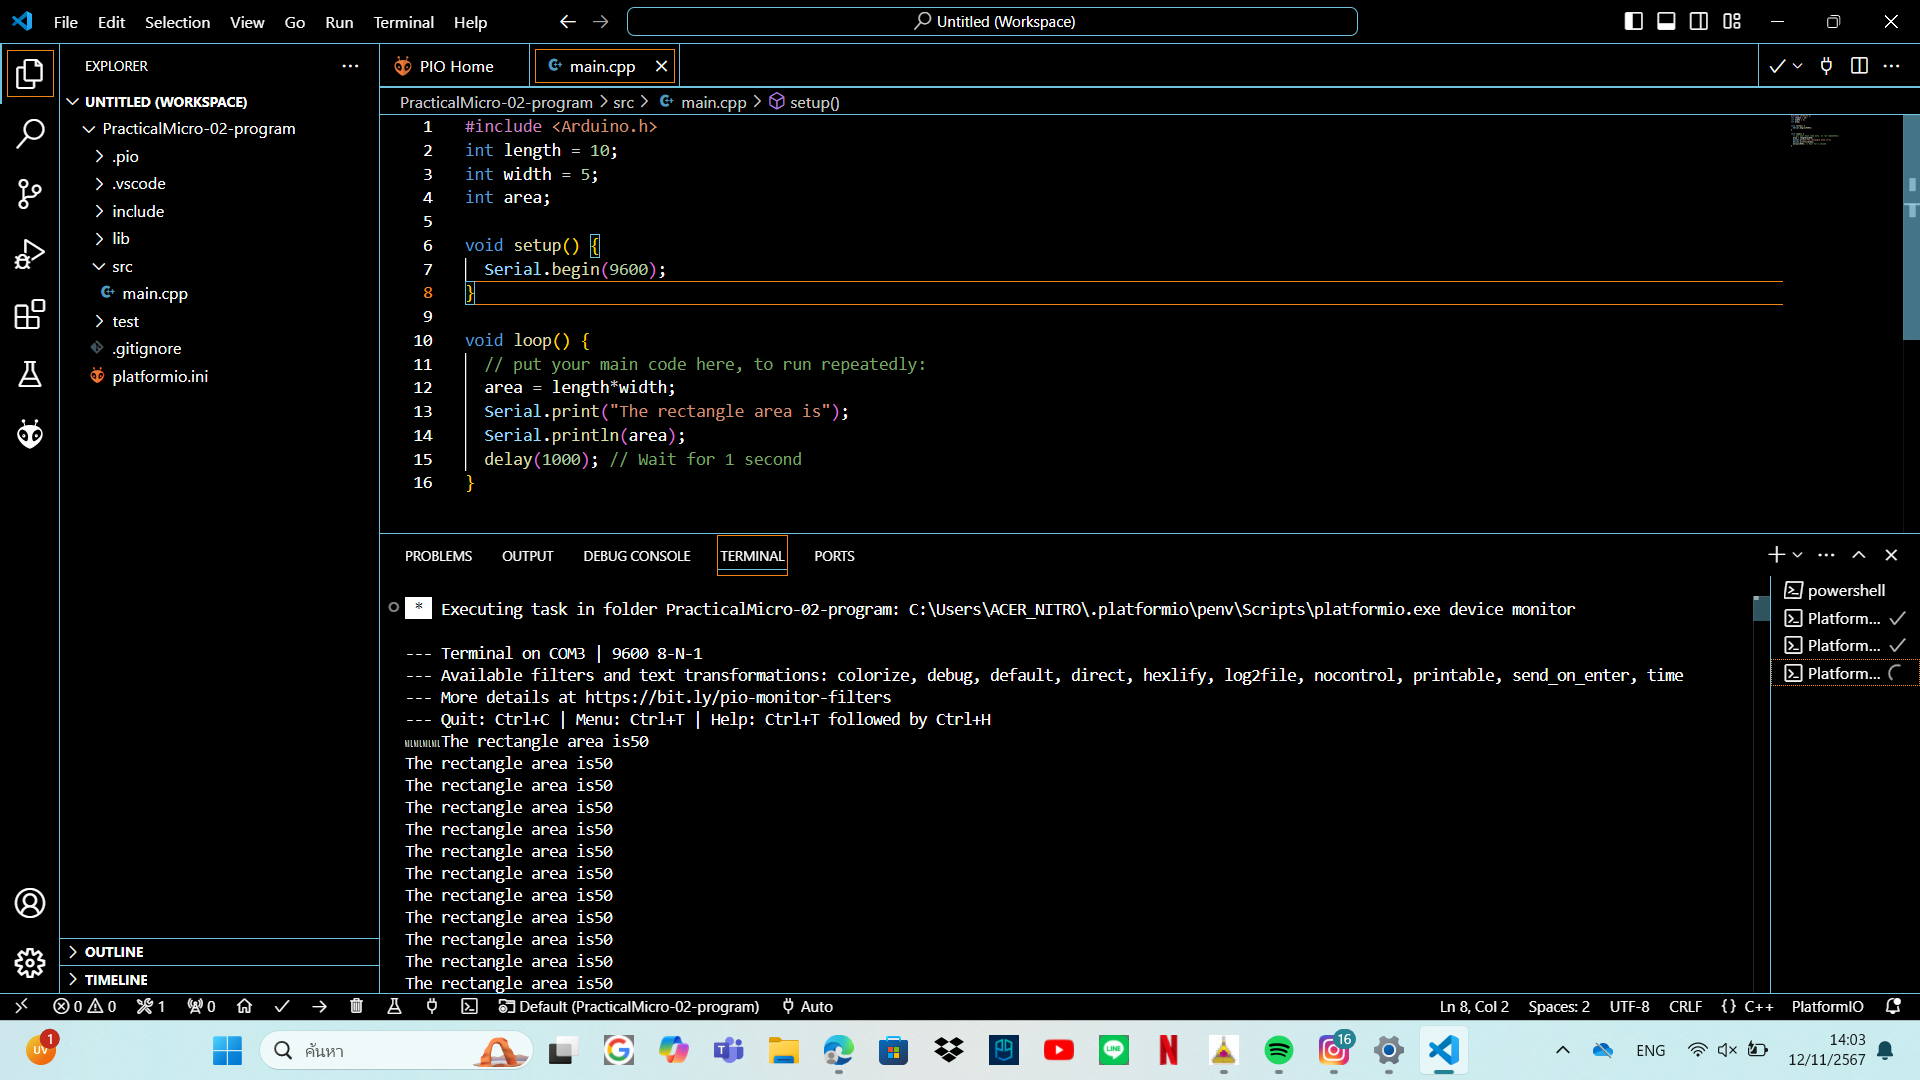 File Edit Selection View Go Run Terminal Help
Untitled (Workspace)
EXPLORER
UNTITLED (WORKSPACE)
PracticalMicro-02-program
.pio
.vscode
include
lib
src
main.cpp
test
.gitignore
platformio.ini
OUTLINE
TIMELINE
PIO Home
main.cpp
PracticalMicro-02-program > src > main.cpp > setup()
1 #include <Arduino.h>
2 int length = 10;
3 int width = 5;
4 int area;
5
6 void setup() {
7 Serial.begin(9600);
8 }
9
10 void loop() {
11 // put your main code here, to run repeatedly:
12 area = length*width;
13 Serial.print("The rectangle area is");
14 Serial.println(area);
15 delay(1000); // Wait for 1 second
16 }
PROBLEMS OUTPUT DEBUG CONSOLE TERMINAL PORTS
* Executing task in folder PracticalMicro-02-program: C:\Users\ACER_NITRO\.platformio\penv\Scripts\platformio.exe device monitor
--- Terminal on COM3 | 9600 8-N-1
--- Available filters and text transformations: colorize, debug, default, direct, hexlify, log2file, nocontrol, printable, send_on_enter, time
--- More details at https://bit.ly/pio-monitor-filters
--- Quit: Ctrl+C | Menu: Ctrl+T | Help: Ctrl+T followed by Ctrl+H
The rectangle area is50
The rectangle area is50
The rectangle area is50
The rectangle area is50
The rectangle area is50
The rectangle area is50
The rectangle area is50
The rectangle area is50
The rectangle area is50
The rectangle area is50
The rectangle area is50
The rectangle area is50
powershell
Platform...
Platform...
Platform...
0 0 1 0 Default (PracticalMicro-02-program) Auto
Ln 8, Col 2 Spaces: 2 UTF-8 CRLF {} C++ PlatformIO
UV 1
ค้นหา
LINE
16
ENG
14:03
12/11/2567